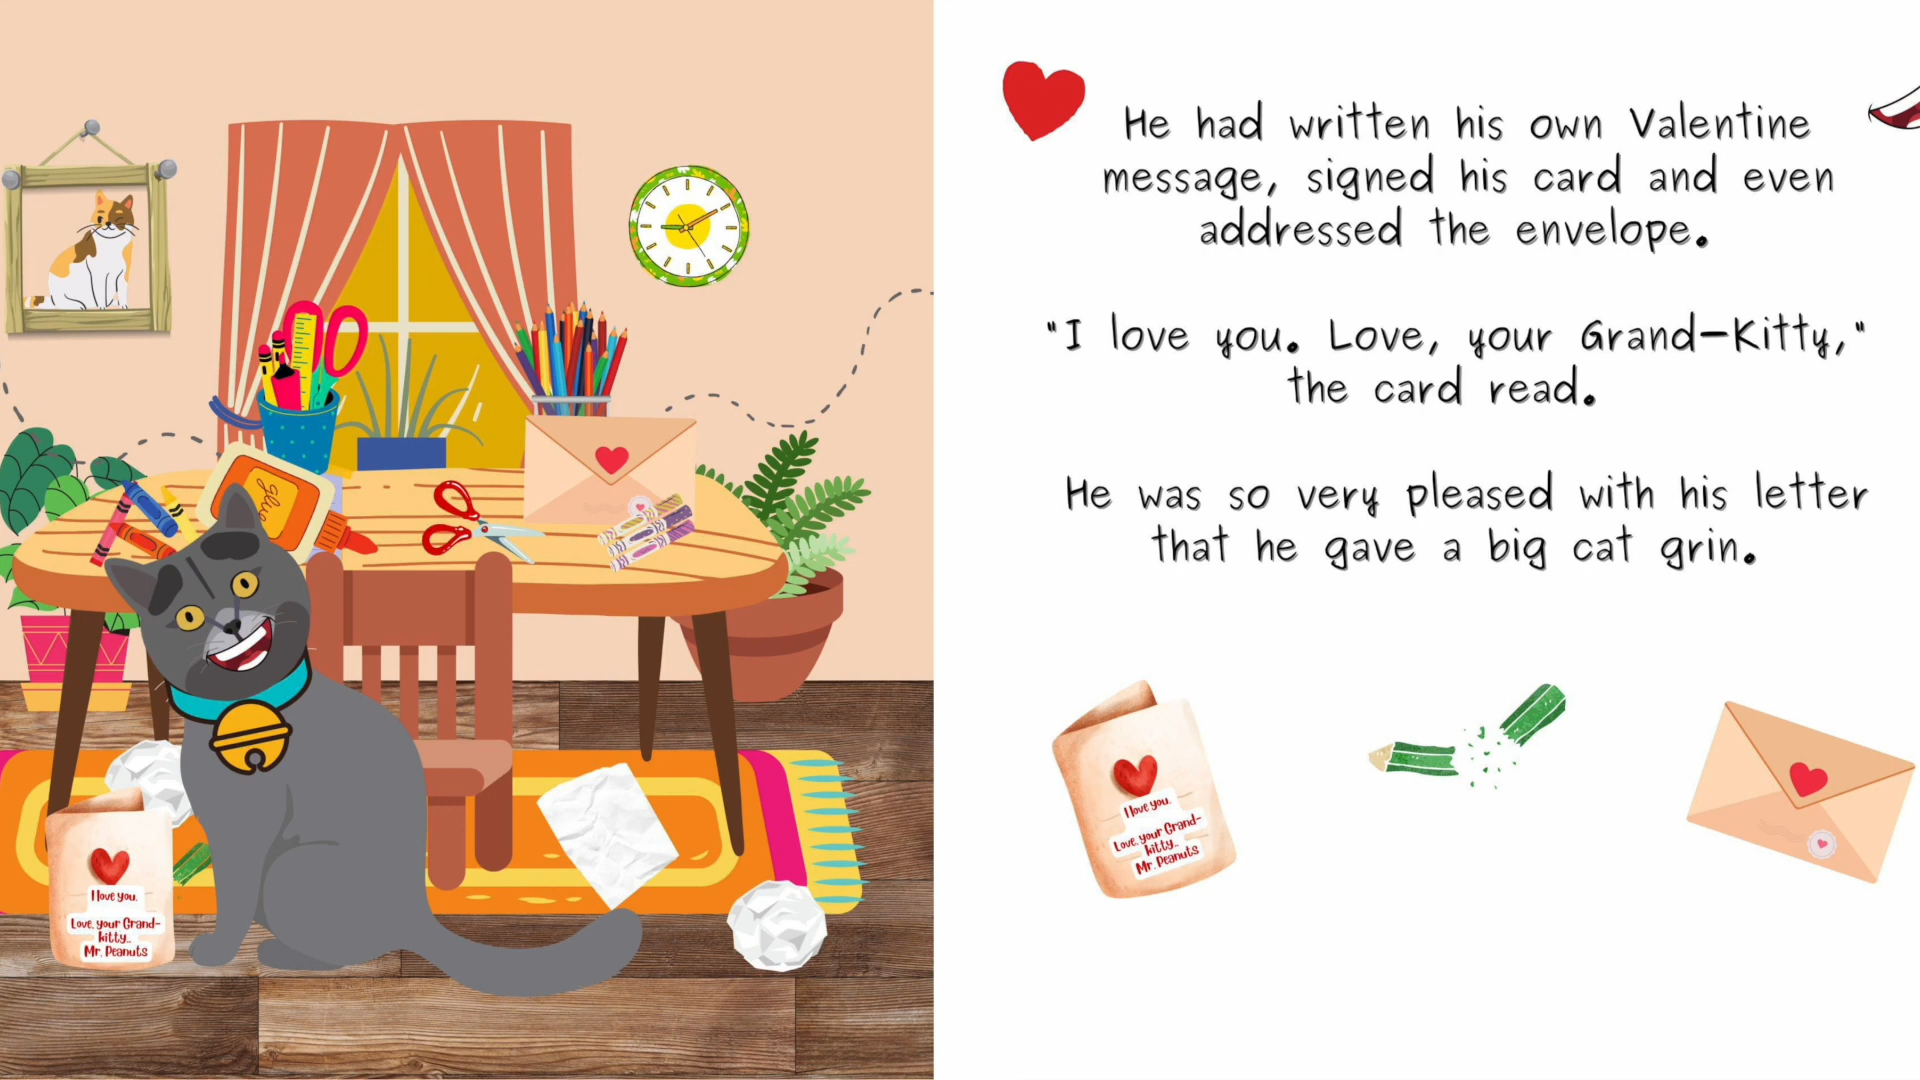 glue
I love you.
Love, your Grand-
kitty...
Mr. Peanuts
He had written his own Valentine
message, signed his card and even
addressed the envelope.
"I love you. Love, your Grand-Kitty,"
the card read.
He was so very pleased with his letter
that he gave a big cat grin.
I love you.
Love, your Grand-
kitty...
Mr. Peanuts